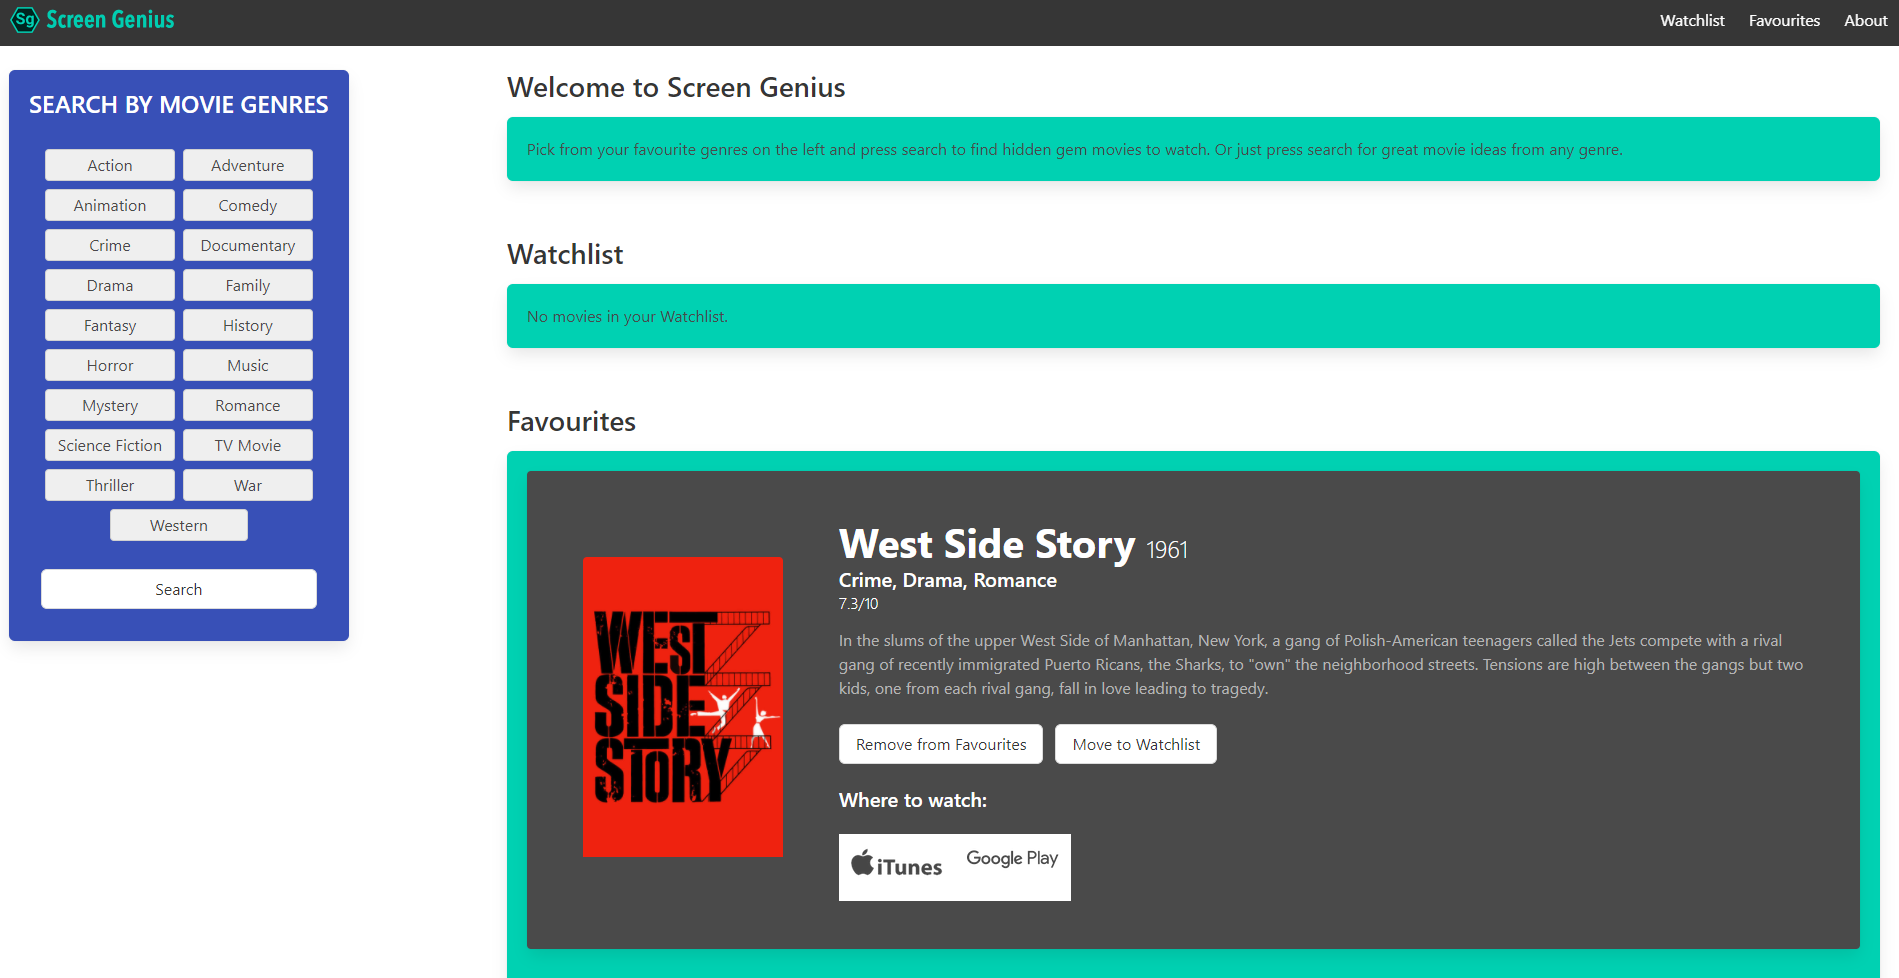 Sg Screen Genius
Watchlist Favourites About
SEARCH BY MOVIE GENRES
Action Adventure
Animation Comedy
Crime Documentary
Drama Family
Fantasy History
Horror Music
Mystery Romance
Science Fiction TV Movie
Thriller War
Western
Search
Welcome to Screen Genius
Pick from your favourite genres on the left and press search to find hidden gem movies to watch. Or just press search for great movie ideas from any genre.
Watchlist
No movies in your Watchlist.
Favourites
WEST
SIDE
STORY
West Side Story 1961
Crime, Drama, Romance
7.3/10
In the slums of the upper West Side of Manhattan, New York, a gang of Polish-American teenagers called the Jets compete with a rival
gang of recently immigrated Puerto Ricans, the Sharks, to "own" the neighborhood streets. Tensions are high between the gangs but two
kids, one from each rival gang, fall in love leading to tragedy.
Remove from Favourites Move to Watchlist
Where to watch:
iTunes Google Play